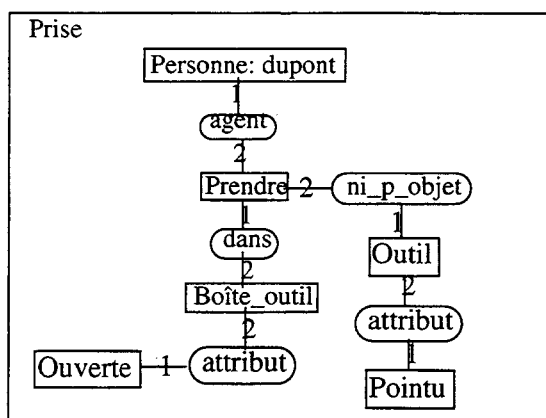 Prise
Personne: dupont
1
agent
2
Prendre 2 ni_p_objet
1 1
dans Outil
2 2
Boîte_outil attribut
2 1
Ouverte 1 attribut Pointu